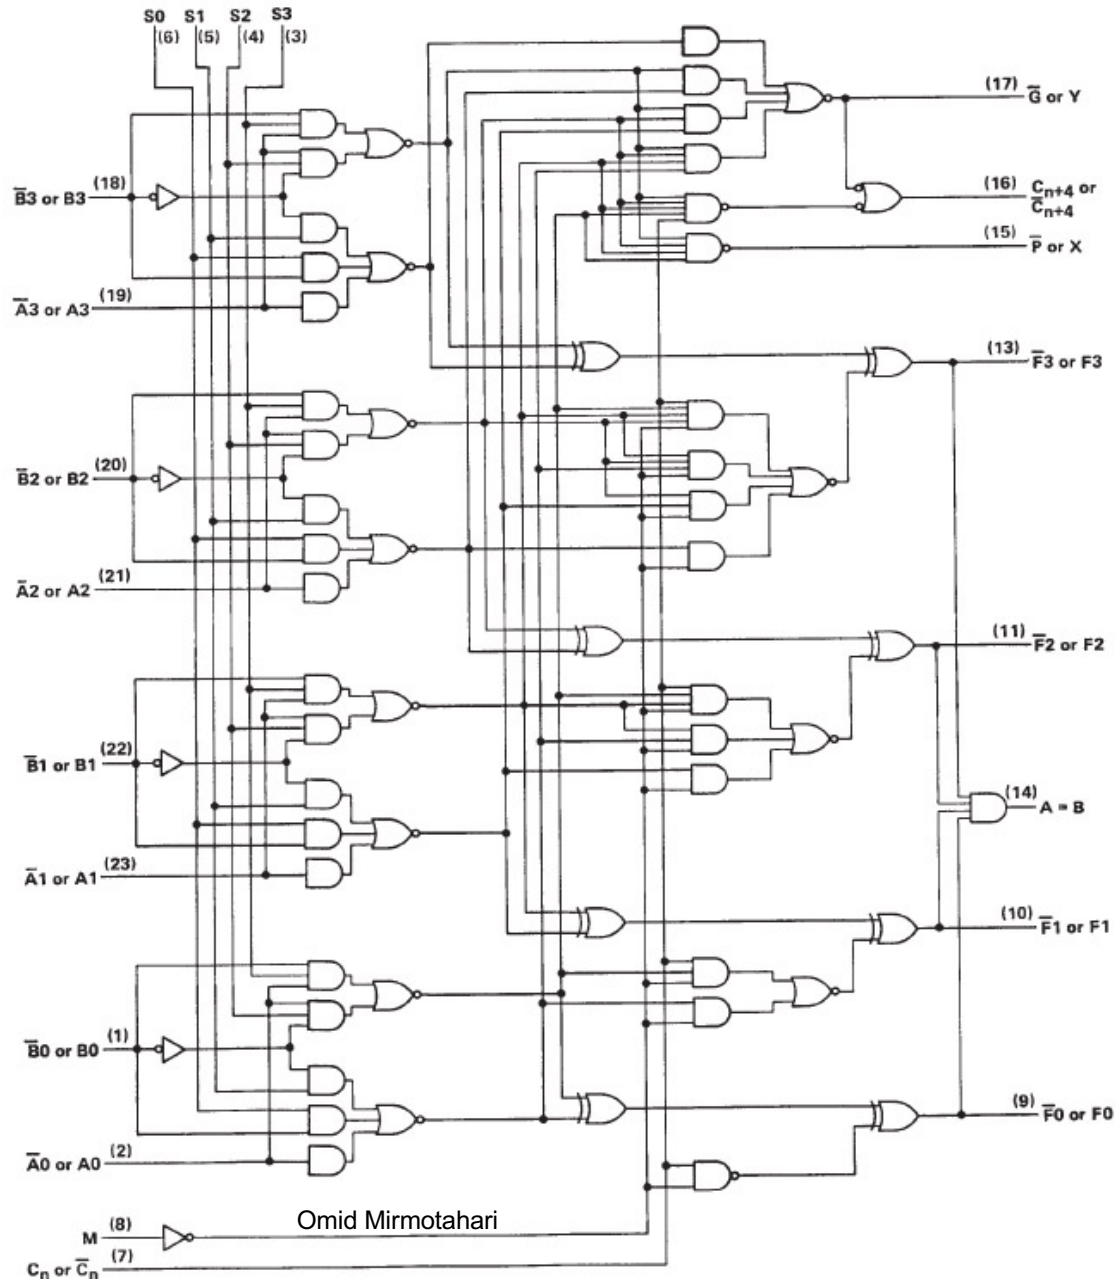 S0 S1 S2 S3
(6) (5) (4) (3)
(17) G̅ or Y
(18)
B̅3 or B3
(16) Cn+4 or
C̅n+4
(15) P̅ or X
(19)
A̅3 or A3
(13) F̅3 or F3
(20)
B̅2 or B2
(21)
A̅2 or A2
(11) F̅2 or F2
(22)
B̅1 or B1
(14) A = B
(23)
A̅1 or A1
(10) F̅1 or F1
(1)
B̅0 or B0
(9) F̅0 or F0
(2)
A̅0 or A0
Omid Mirmotahari
M (8)
Cn or C̅n (7)